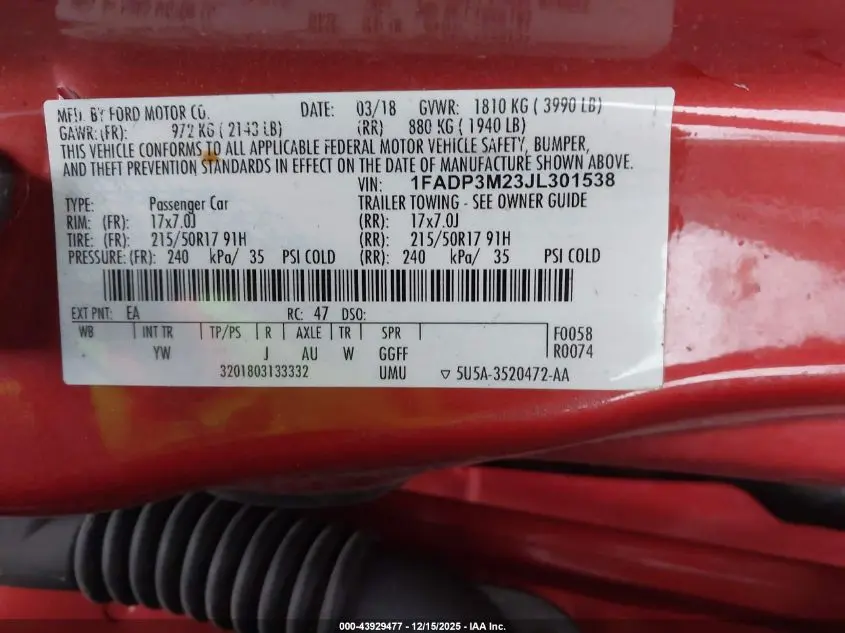 MFD. BY FORD MOTOR CO. DATE: 03/18 GVWR: 1810 KG ( 3990 LB)
GAWR: (FR): 972 KG ( 2143 LB) (RR) 880 KG ( 1940 LB)
THIS VEHICLE CONFORMS TO ALL APPLICABLE FEDERAL MOTOR VEHICLE SAFETY, BUMPER,
AND THEFT PREVENTION STANDARDS IN EFFECT ON THE DATE OF MANUFACTURE SHOWN ABOVE.
VIN: 1FADP3M23JL301538
TYPE: Passenger Car TRAILER TOWING - SEE OWNER GUIDE
RIM: (FR): 17x7.0J (RR): 17x7.0J
TIRE: (FR): 215/50R17 91H (RR): 215/50R17 91H
PRESSURE: (FR): 240 kPa/ 35 PSI COLD (RR): 240 kPa/ 35 PSI COLD
EXT PNT: EA RC: 47 DSO:
WB INT TR TP/PS R AXLE TR SPR F0058
YW J AU W GGFF R0074
3201803133332 UMU ▽ 5U5A-3520472-AA
000-43929477 - 12/15/2025 - IAA Inc.